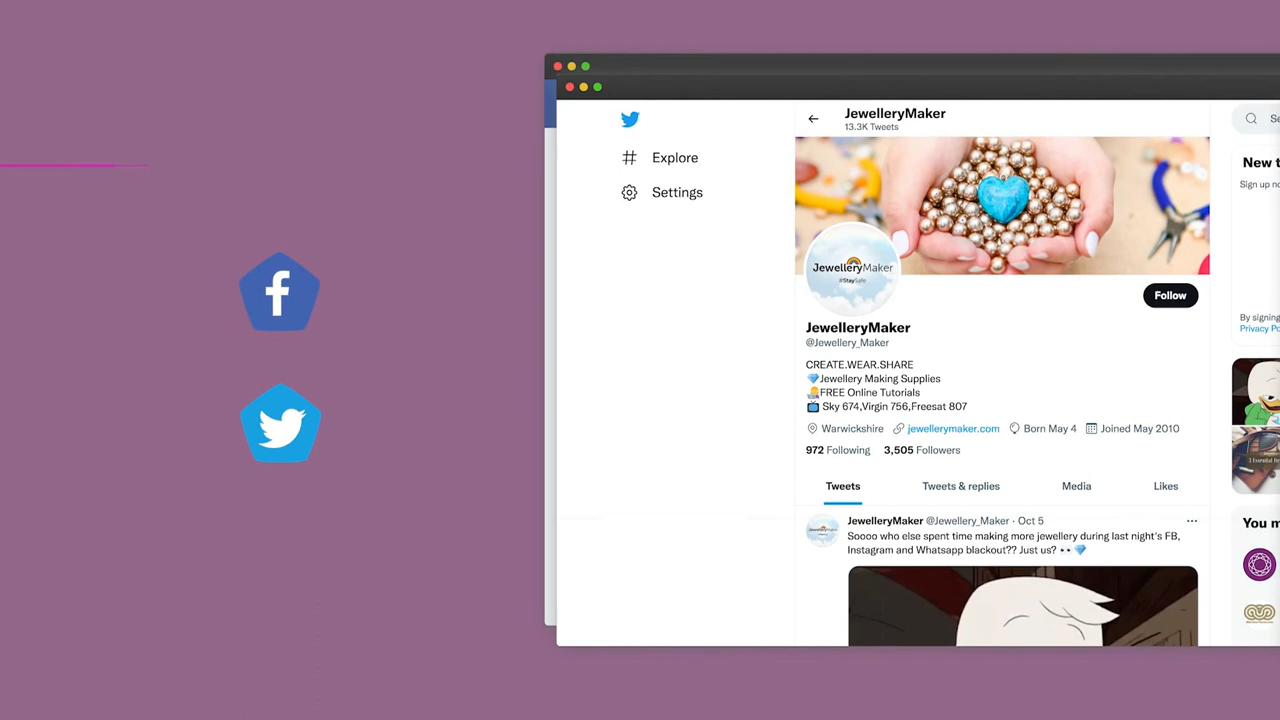 JewelleryMaker
13.3K Tweets
Explore
Settings
JewelleryMaker
#StaySafe
Follow
JewelleryMaker
@Jewellery_Maker
CREATE.WEAR.SHARE
💎Jewellery Making Supplies
FREE Online Tutorials
📺 Sky 674,Virgin 756,Freesat 807
Warwickshire jewellerymaker.com Born May 4 Joined May 2010
972 Following 3,505 Followers
Tweets Tweets & replies Media Likes
JewelleryMaker @Jewellery_Maker · Oct 5 ...
Soooo who else spent time making more jewellery during last night's FB,
Instagram and Whatsapp blackout?? Just us? 👀 💎
Se
New t
Sign up no
By signing
Privacy Po
You m